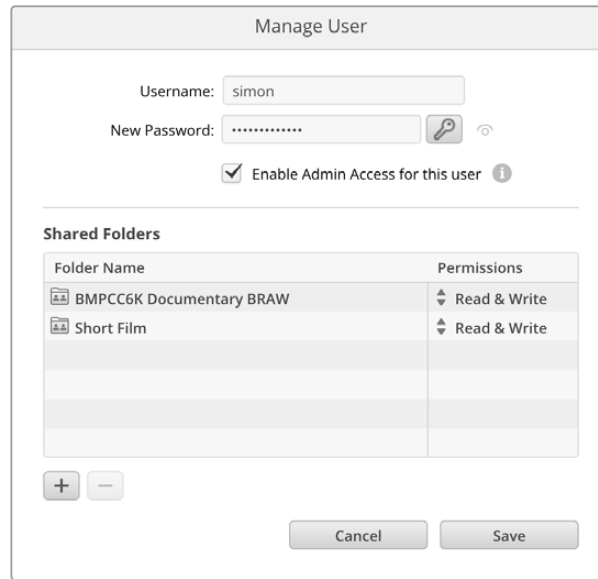 Manage User
Username: simon
New Password: •••••••••••••
Enable Admin Access for this user
Shared Folders
Folder Name Permissions
BMPCC6K Documentary BRAW Read & Write
Short Film Read & Write
Cancel Save